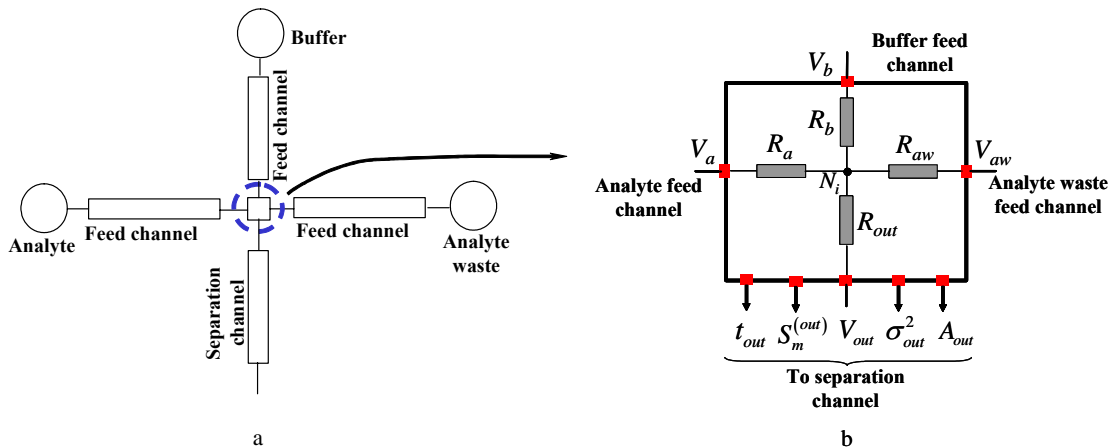 Buffer
Feed channel
Analyte
Feed channel
Feed channel
Analyte
waste
Separation
channel
a
Buffer feed
channel
V_b
R_b
V_a
R_a
R_aw
V_aw
Analyte feed
channel
N_i
Analyte waste
feed channel
R_out
t_out S_m^(out) V_out σ_out^2 A_out
To separation
channel
b